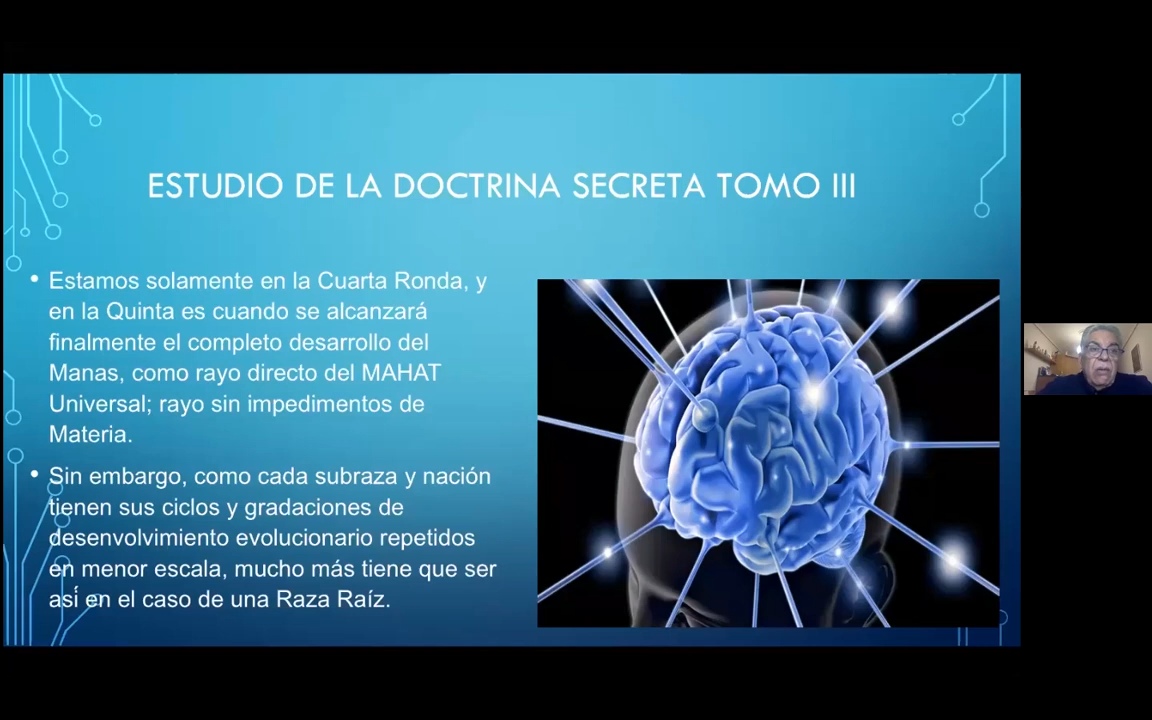 ESTUDIO DE LA DOCTRINA SECRETA TOMO III
• Estamos solamente en la Cuarta Ronda, y
en la Quinta es cuando se alcanzará
finalmente el completo desarrollo del
Manas, como rayo directo del MAHAT
Universal; rayo sin impedimentos de
Materia.
• Sin embargo, como cada subraza y nación
tienen sus ciclos y gradaciones de
desenvolvimiento evolucionario repetidos
en menor escala, mucho más tiene que ser
así en el caso de una Raza Raíz.